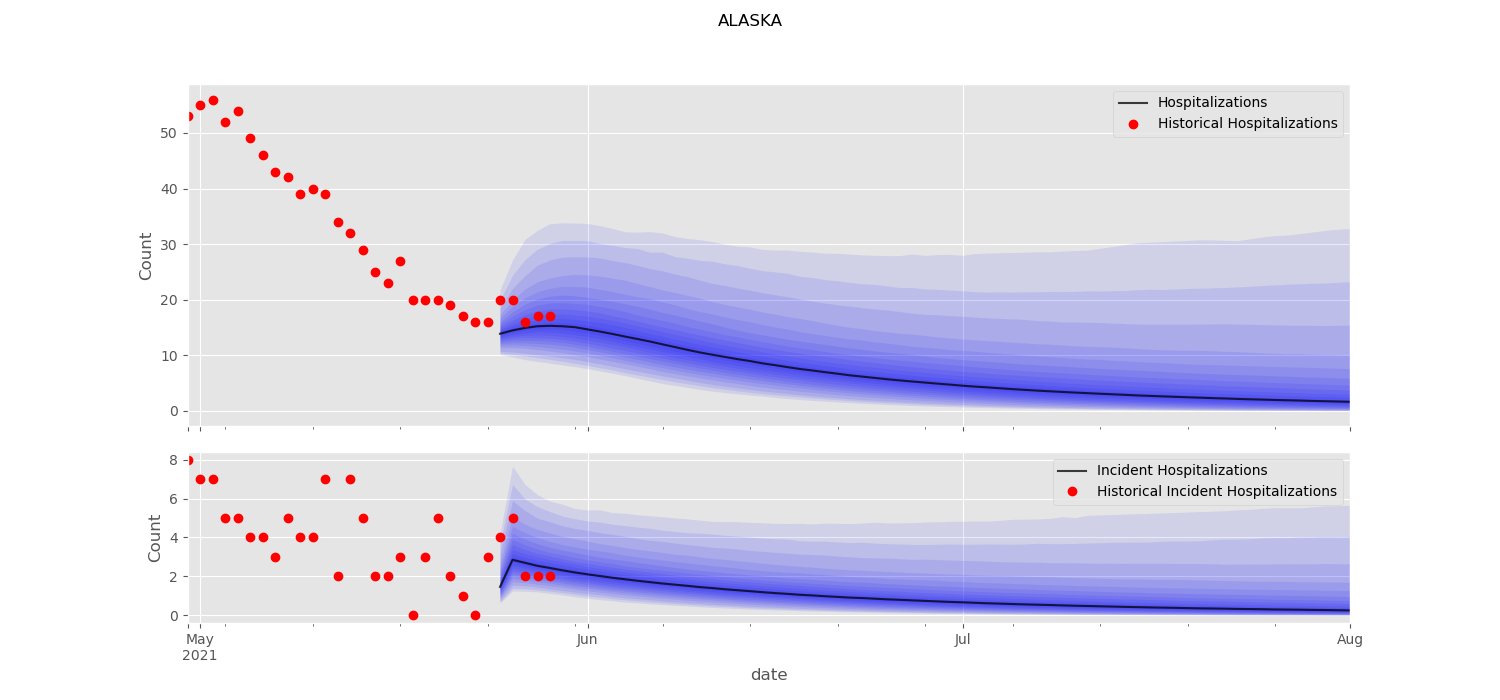 ALASKA
Hospitalizations
Historical Hospitalizations
Count
50
40
30
20
10
0
Incident Hospitalizations
Historical Incident Hospitalizations
Count
8
6
4
2
0
May
2021
Jun
Jul
Aug
date